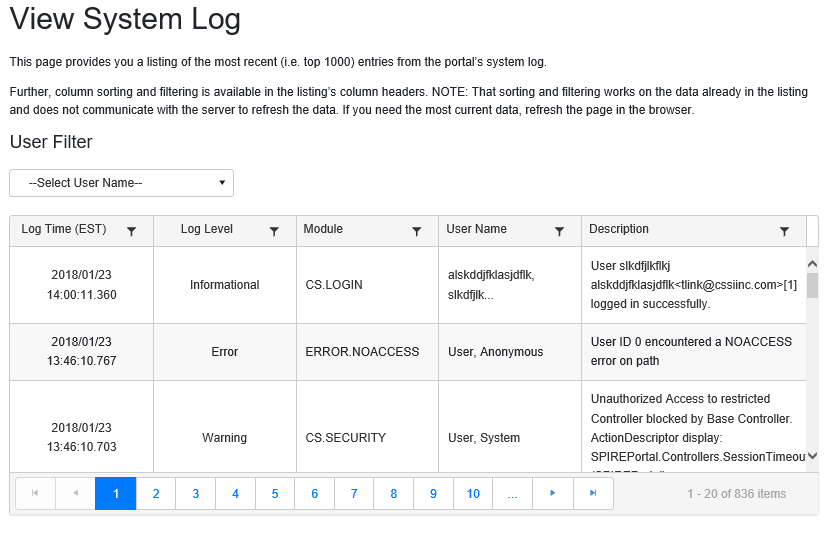 View System Log
This page provides you a listing of the most recent (i.e. top 1000) entries from the portal's system log.
Further, column sorting and filtering is available in the listing's column headers. NOTE: That sorting and filtering works on the data already in the listing
and does not communicate with the server to refresh the data. If you need the most current data, refresh the page in the browser.
User Filter
--Select User Name--
Log Time (EST) Log Level Module User Name Description
2018/01/23
14:00:11.360
Informational
CS.LOGIN
alskddjfklasjdflk,
slkdfjlk...
User slkdfjlkflkj
alskddjfklasjdflk<tlink@cssiinc.com>[1]
logged in successfully.
2018/01/23
13:46:10.767
Error
ERROR.NOACCESS
User, Anonymous
User ID 0 encountered a NOACCESS
error on path
2018/01/23
13:46:10.703
Warning
CS.SECURITY
User, System
Unauthorized Access to restricted
Controller blocked by Base Controller.
ActionDescriptor display:
SPIREPortal.Controllers.SessionTimeou
1 2 3 4 5 6 7 8 9 10 ... 1 - 20 of 836 items